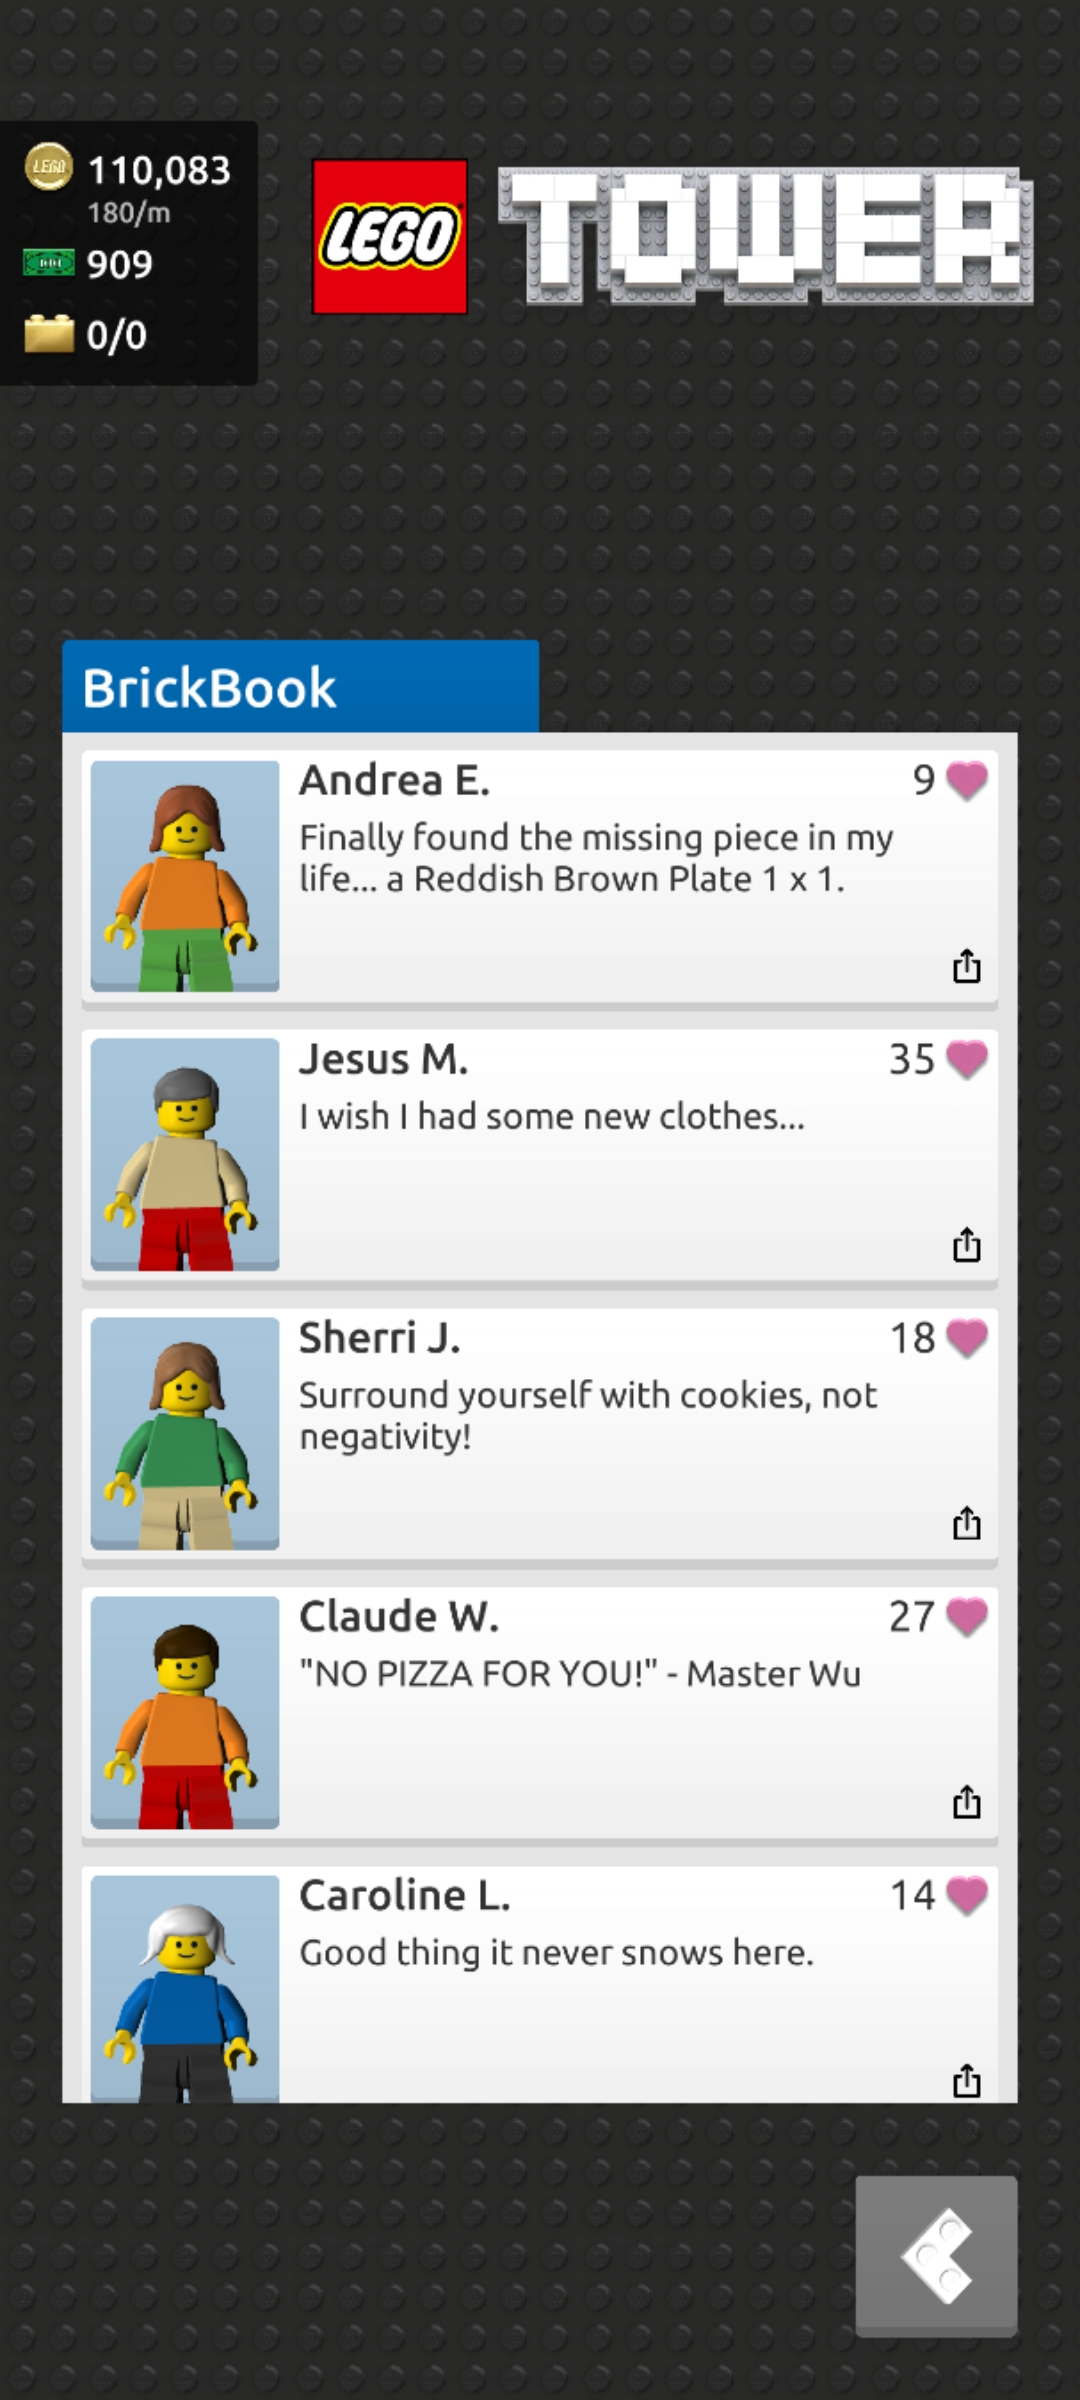 110,083
180/m
909
0/0
LEGO
TOWER
BrickBook
Andrea E.
9
Finally found the missing piece in my
life... a Reddish Brown Plate 1 x 1.
Jesus M.
35
I wish I had some new clothes...
Sherri J.
18
Surround yourself with cookies, not
negativity!
Claude W.
27
"NO PIZZA FOR YOU!" - Master Wu
Caroline L.
14
Good thing it never snows here.